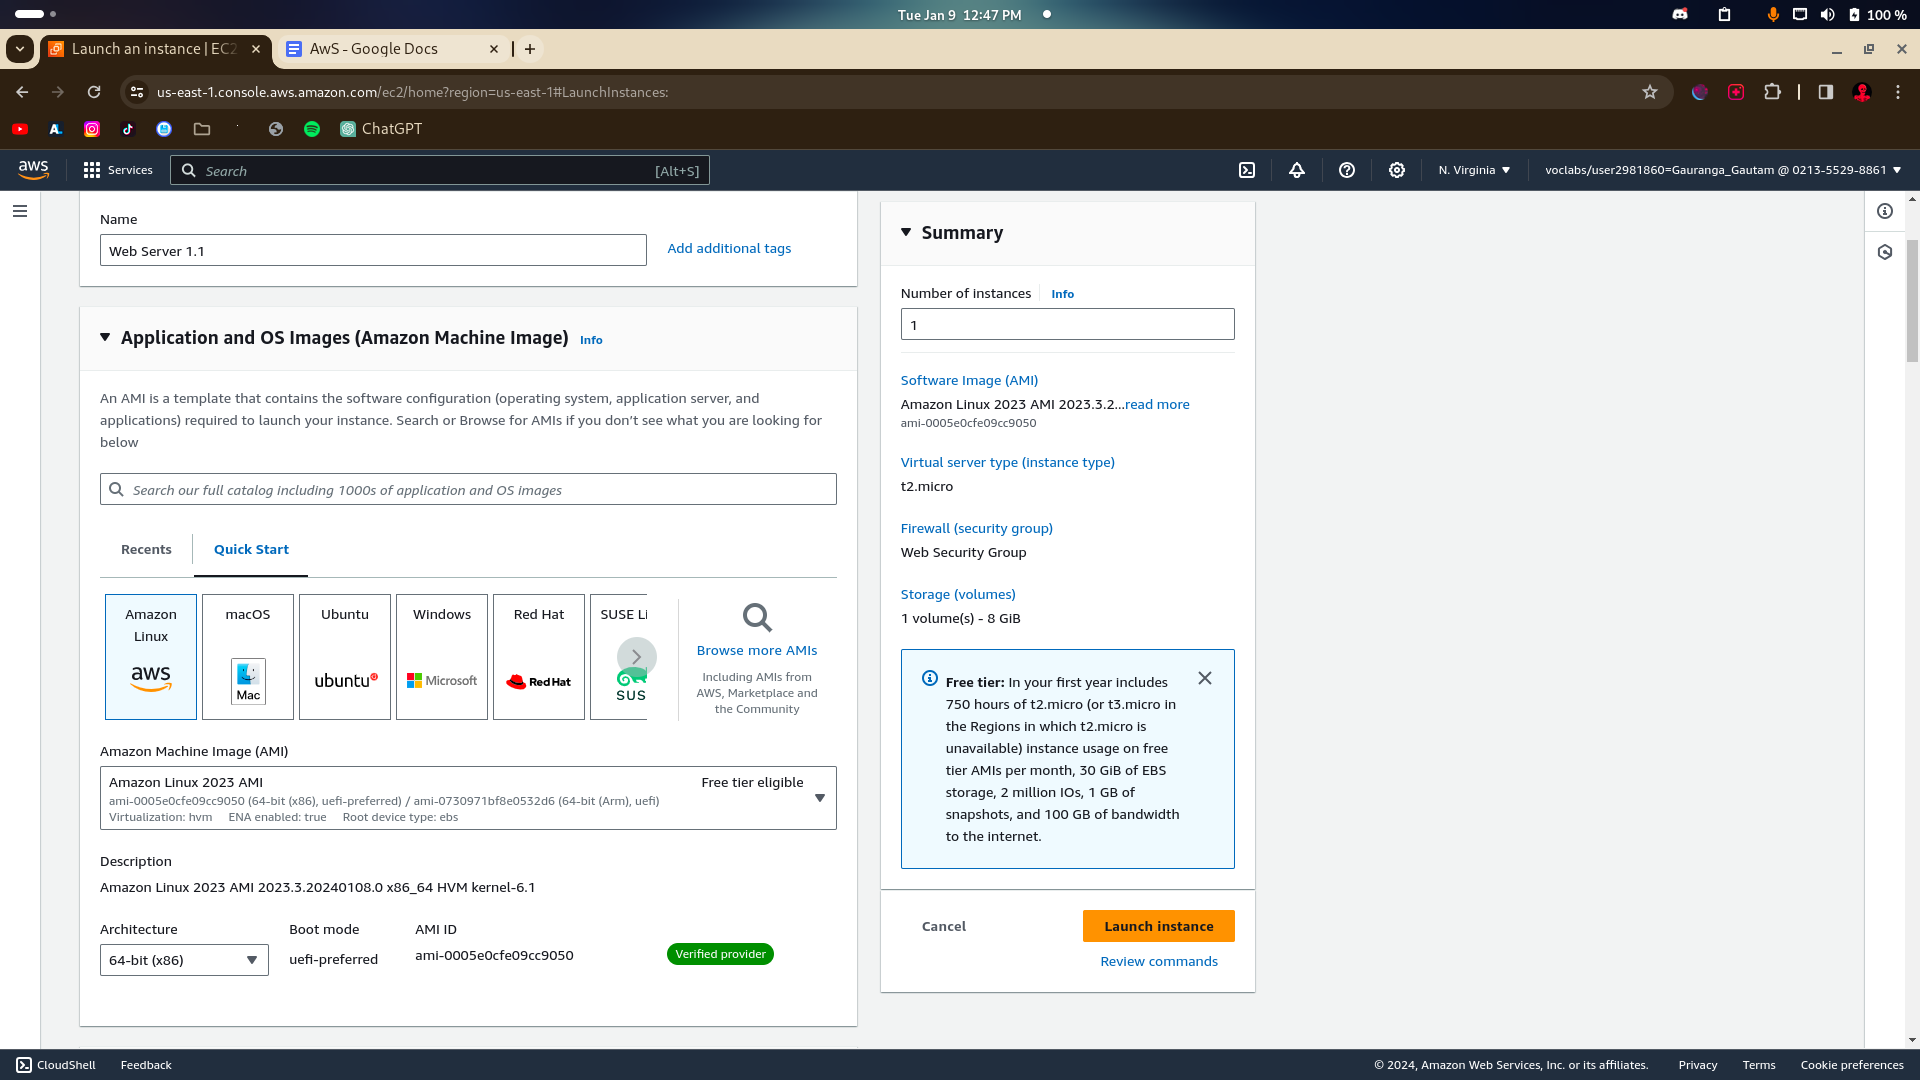 Tue Jan 9 12:47 PM
100 %
Launch an instance | EC2
AwS - Google Docs
us-east-1.console.aws.amazon.com/ec2/home?region=us-east-1#LaunchInstances:
ChatGPT
aws
Services
Search
[Alt+S]
N. Virginia
voclabs/user2981860=Gauranga_Gautam @ 0213-5529-8861
Name
Web Server 1.1
Add additional tags
Application and OS Images (Amazon Machine Image) Info
An AMI is a template that contains the software configuration (operating system, application server, and
applications) required to launch your instance. Search or Browse for AMIs if you don’t see what you are looking for
below
Search our full catalog including 1000s of application and OS images
Recents
Quick Start
Amazon
Linux
aws
macOS
Mac
Ubuntu
ubuntu
Windows
Microsoft
Red Hat
RedHat
SUSE Li
SUS
Browse more AMIs
Including AMIs from
AWS, Marketplace and
the Community
Amazon Machine Image (AMI)
Amazon Linux 2023 AMI
Free tier eligible
ami-0005e0cfe09cc9050 (64-bit (x86), uefi-preferred) / ami-0730971bf8e0532d6 (64-bit (Arm), uefi)
Virtualization: hvm ENA enabled: true Root device type: ebs
Description
Amazon Linux 2023 AMI 2023.3.20240108.0 x86_64 HVM kernel-6.1
Architecture
64-bit (x86)
Boot mode
uefi-preferred
AMI ID
ami-0005e0cfe09cc9050
Verified provider
Summary
Number of instances Info
1
Software Image (AMI)
Amazon Linux 2023 AMI 2023.3.2...read more
ami-0005e0cfe09cc9050
Virtual server type (instance type)
t2.micro
Firewall (security group)
Web Security Group
Storage (volumes)
1 volume(s) - 8 GiB
Free tier: In your first year includes
750 hours of t2.micro (or t3.micro in
the Regions in which t2.micro is
unavailable) instance usage on free
tier AMIs per month, 30 GiB of EBS
storage, 2 million IOs, 1 GB of
snapshots, and 100 GB of bandwidth
to the internet.
Cancel
Launch instance
Review commands
CloudShell
Feedback
© 2024, Amazon Web Services, Inc. or its affiliates.
Privacy
Terms
Cookie preferences